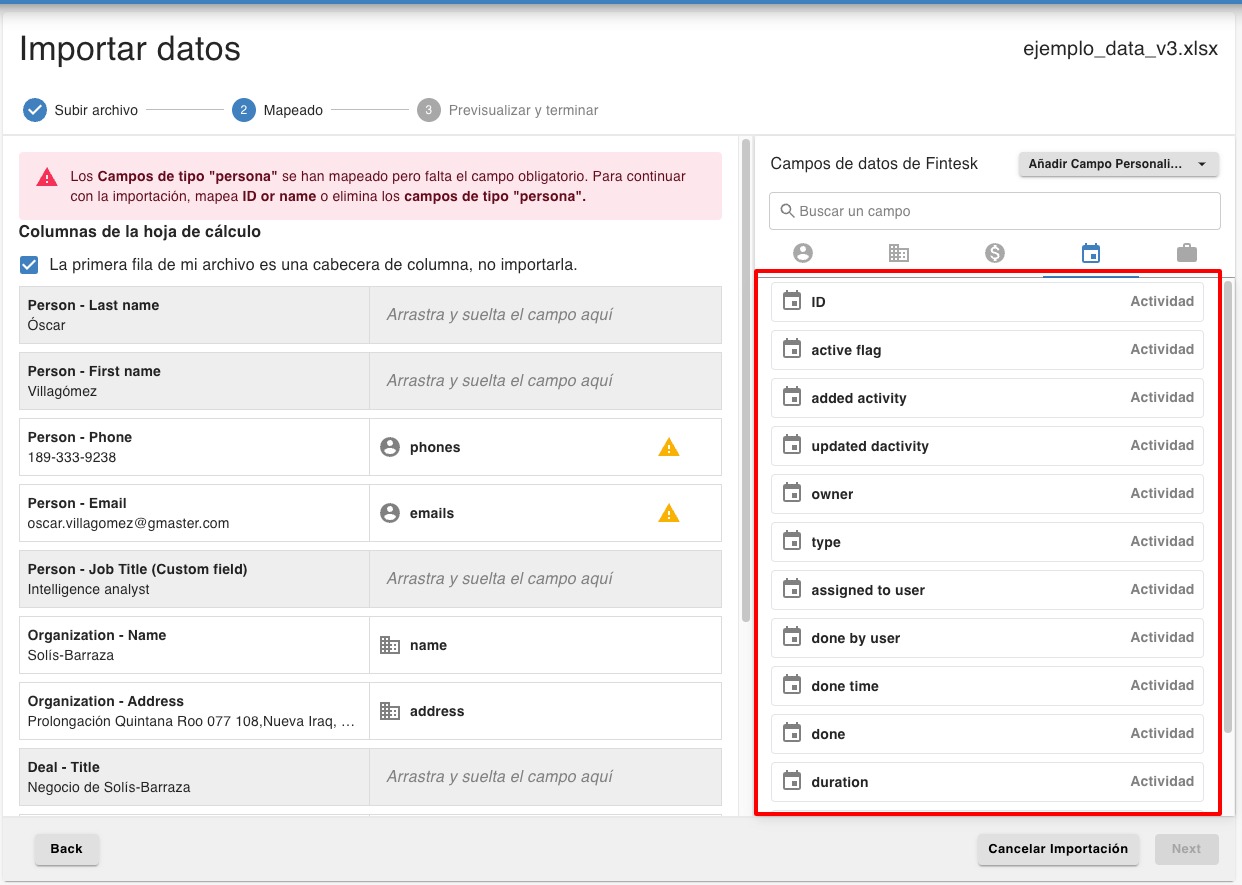 Importar datos
ejemplo_data_v3.xlsx
Subir archivo
2
Mapeado
3
Previsualizar y terminar
Los Campos de tipo "persona" se han mapeado pero falta el campo obligatorio. Para continuar
con la importación, mapea ID or name o elimina los campos de tipo "persona".
Columnas de la hoja de cálculo
La primera fila de mi archivo es una cabecera de columna, no importarla.
Person - Last name
Óscar
Arrastra y suelta el campo aquí
Person - First name
Villagómez
Arrastra y suelta el campo aquí
Person - Phone
189-333-9238
phones
Person - Email
oscar.villagomez@gmaster.com
emails
Person - Job Title (Custom field)
Intelligence analyst
Arrastra y suelta el campo aquí
Organization - Name
Solís-Barraza
name
Organization - Address
Prolongación Quintana Roo 077 108,Nueva Iraq, …
address
Deal - Title
Negocio de Solís-Barraza
Arrastra y suelta el campo aquí
Campos de datos de Fintesk
Añadir Campo Personali...
Buscar un campo
ID Actividad
active flag Actividad
added activity Actividad
updated dactivity Actividad
owner Actividad
type Actividad
assigned to user Actividad
done by user Actividad
done time Actividad
done Actividad
duration Actividad
Back
Cancelar Importación
Next